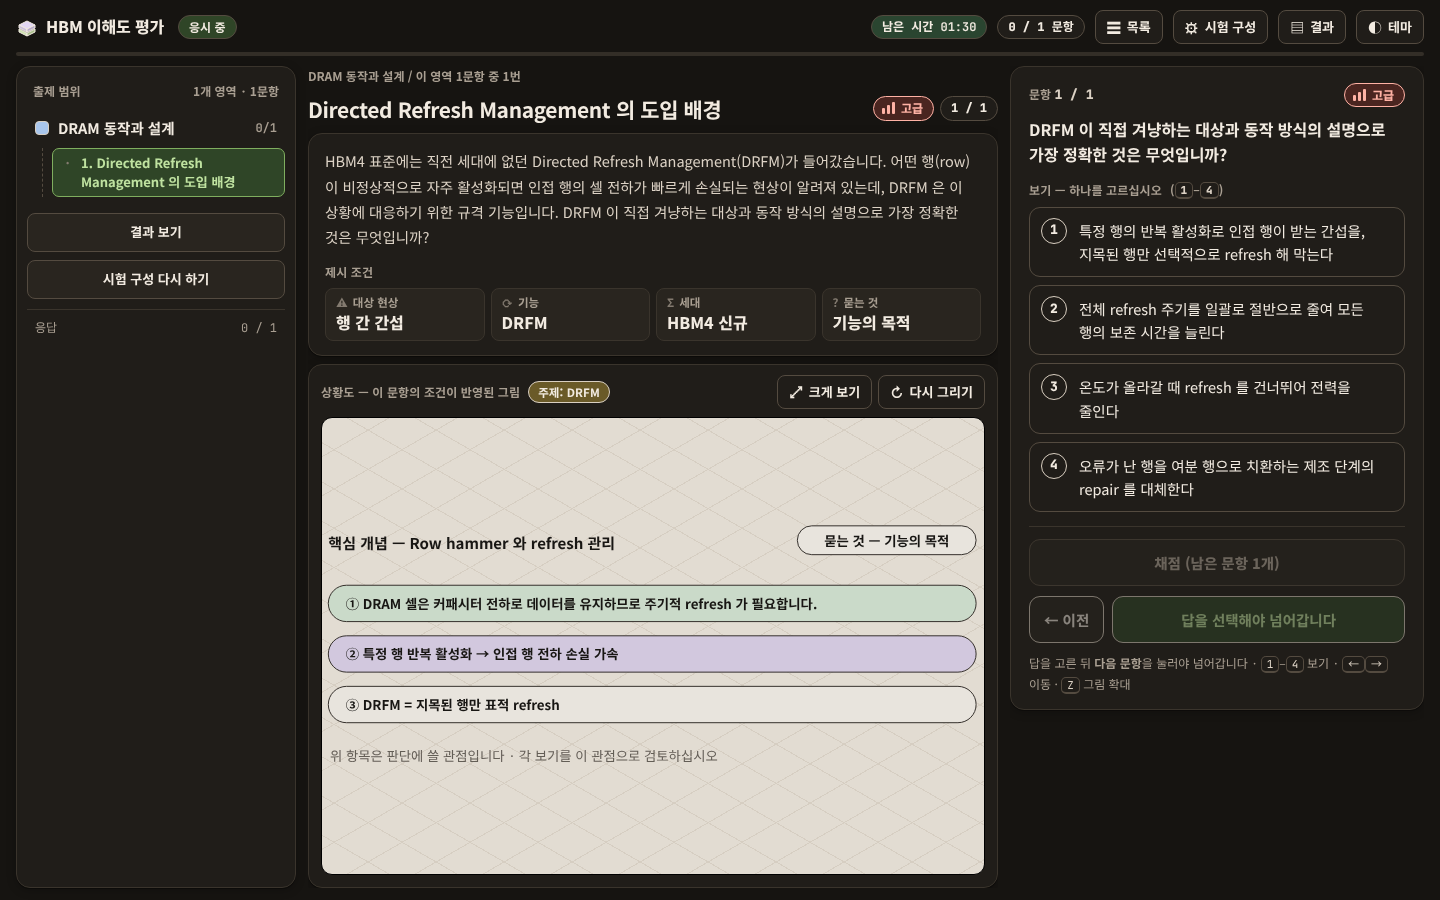 HBM 이해도 평가
응시 중
남은 시간 01:30
0 / 1 문항
목록
시험 구성
결과
테마
출제 범위
1개 영역 · 1문항
DRAM 동작과 설계
0/1
1. Directed Refresh
Management 의 도입 배경
결과 보기
시험 구성 다시 하기
응답
0 / 1
DRAM 동작과 설계 / 이 영역 1문항 중 1번
Directed Refresh Management 의 도입 배경
고급
1 / 1
HBM4 표준에는 직전 세대에 없던 Directed Refresh Management(DRFM)가 들어갔습니다. 어떤 행(row)
이 비정상적으로 자주 활성화되면 인접 행의 셀 전하가 빠르게 손실되는 현상이 알려져 있는데, DRFM 은 이
상황에 대응하기 위한 규격 기능입니다. DRFM 이 직접 겨냥하는 대상과 동작 방식의 설명으로 가장 정확한
것은 무엇입니까?
제시 조건
⚠ 대상 현상
행 간 간섭
⟳ 기능
DRFM
Σ 세대
HBM4 신규
? 묻는 것
기능의 목적
상황도 — 이 문항의 조건이 반영된 그림
주제: DRFM
⤢ 크게 보기
↻ 다시 그리기
핵심 개념 — Row hammer 와 refresh 관리
묻는 것 — 기능의 목적
① DRAM 셀은 커패시터 전하로 데이터를 유지하므로 주기적 refresh 가 필요합니다.
② 특정 행 반복 활성화 → 인접 행 전하 손실 가속
③ DRFM = 지목된 행만 표적 refresh
위 항목은 판단에 쓸 관점입니다 · 각 보기를 이 관점으로 검토하십시오
문항 1 / 1
고급
DRFM 이 직접 겨냥하는 대상과 동작 방식의 설명으로
가장 정확한 것은 무엇입니까?
보기 — 하나를 고르십시오 (1–4)
1 특정 행의 반복 활성화로 인접 행이 받는 간섭을,
지목된 행만 선택적으로 refresh 해 막는다
2 전체 refresh 주기를 일괄로 절반으로 줄여 모든
행의 보존 시간을 늘린다
3 온도가 올라갈 때 refresh 를 건너뛰어 전력을
줄인다
4 오류가 난 행을 여분 행으로 치환하는 제조 단계의
repair 를 대체한다
채점 (남은 문항 1개)
← 이전
답을 선택해야 넘어갑니다
답을 고른 뒤 다음 문항을 눌러야 넘어갑니다 · 1–4 보기 · ← →
이동 · Z 그림 확대